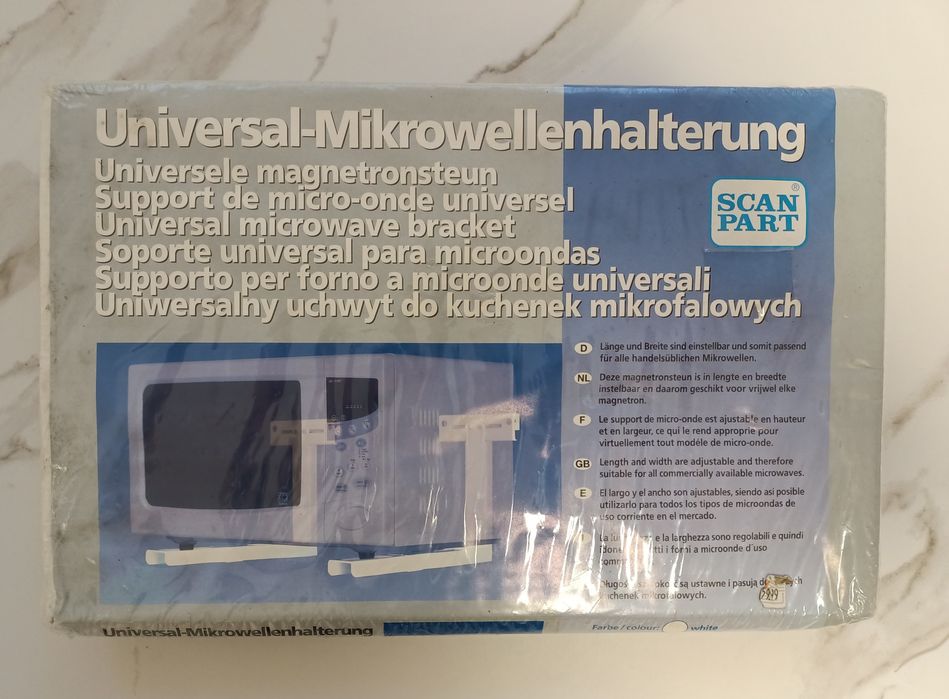 Universal-Mikrowellenhalterung
Universele magnetronsteun
Support de micro-onde universel
Universal microwave bracket
Soporte universal para microondas
Supporto per forno a microonde universali
Uniwersalny uchwyt do kuchenek mikrofalowych
SCAN ®
PART
D Länge und Breite sind einstellbar und somit passend
für alle handelsüblichen Mikrowellen.
NL Deze magnetronsteun is in lengte en breedte
instelbaar en daarom geschikt voor vrijwel elke
magnetron.
F Le support de micro-onde est ajustable en hauteur
et en largeur, ce qui le rend approprié pour
virtuellement tout modéle de micro-onde.
GB Length and width are adjustable and therefore
suitable for all commercially available microwaves.
E El largo y el ancho son ajustables, siendo asi posible
utilizarlo para todos los tipos de microondas de
uso corriente en el mercado.
La e la larghezza sono regolabili e quindi
forni a microonde d'uso
są ustawne i pasują
kuchenek mikrofalowych.
Universal-Mikrowellenhalterung
Farbe / colour: white